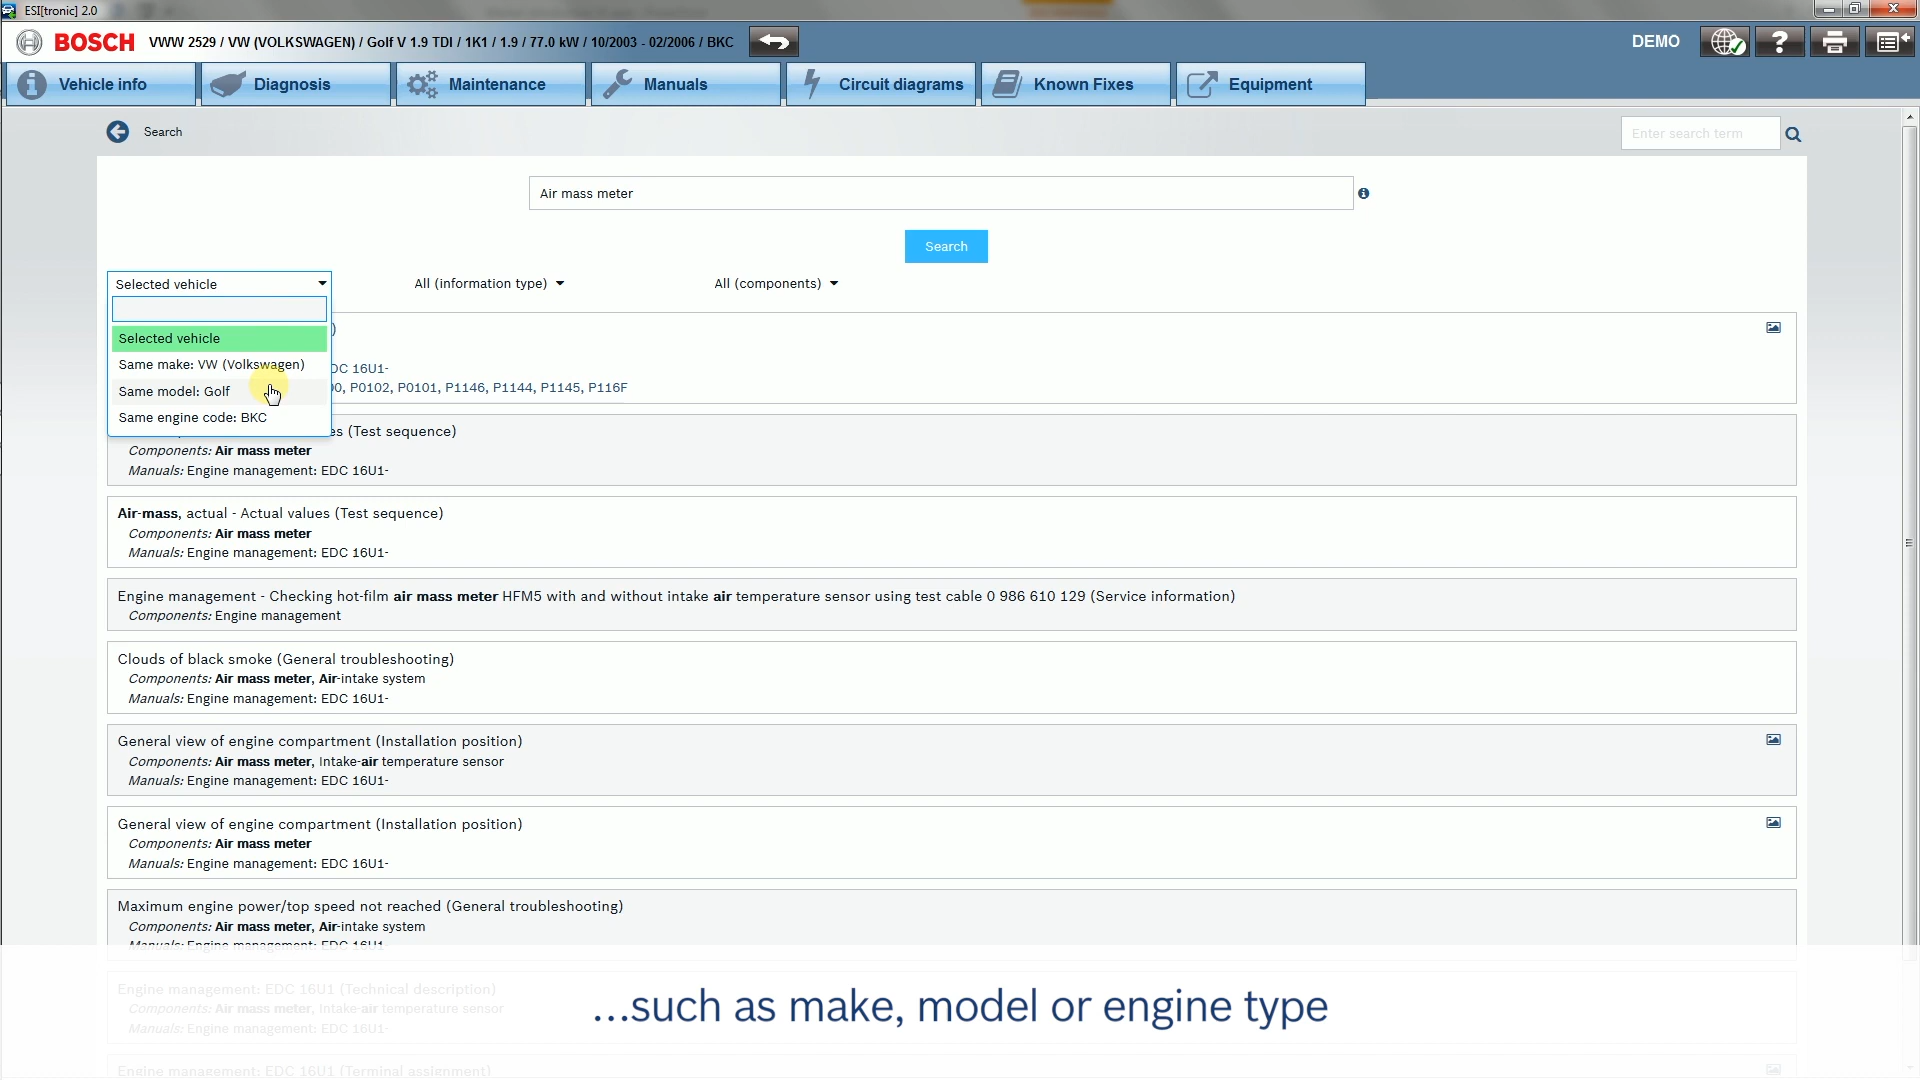 ESI[tronic] 2.0
BOSCH VWW 2529 / VW (VOLKSWAGEN) / Golf V 1.9 TDI / 1K1 / 1.9 / 77.0 kW / 10/2003 - 02/2006 / BKC DEMO ?
Vehicle info Diagnosis Maintenance Manuals Circuit diagrams Known Fixes Equipment
Search Enter search term
Air mass meter
Search
Selected vehicle All (information type) All (components)
Selected vehicle
Same make: VW (Volkswagen)
Same model: Golf
Same engine code: BKC
EDC 16U1-
P0102, P0101, P1146, P1144, P1145, P116F
(Test sequence)
Components: Air mass meter
Manuals: Engine management: EDC 16U1-
Air-mass, actual - Actual values (Test sequence)
Components: Air mass meter
Manuals: Engine management: EDC 16U1-
Engine management - Checking hot-film air mass meter HFM5 with and without intake air temperature sensor using test cable 0 986 610 129 (Service information)
Components: Engine management
Clouds of black smoke (General troubleshooting)
Components: Air mass meter, Air-intake system
Manuals: Engine management: EDC 16U1-
General view of engine compartment (Installation position)
Components: Air mass meter, Intake-air temperature sensor
Manuals: Engine management: EDC 16U1-
General view of engine compartment (Installation position)
Components: Air mass meter
Manuals: Engine management: EDC 16U1-
Maximum engine power/top speed not reached (General troubleshooting)
Components: Air mass meter, Air-intake system
Manuals: Engine management: EDC 16U1-
Engine management: EDC 16U1 (Technical description)
Components: Air mass meter, Intake-air temperature sensor
Manuals: Engine management: EDC 16U1-
...such as make, model or engine type
Engine management: EDC 16U1 (Terminal assignment)